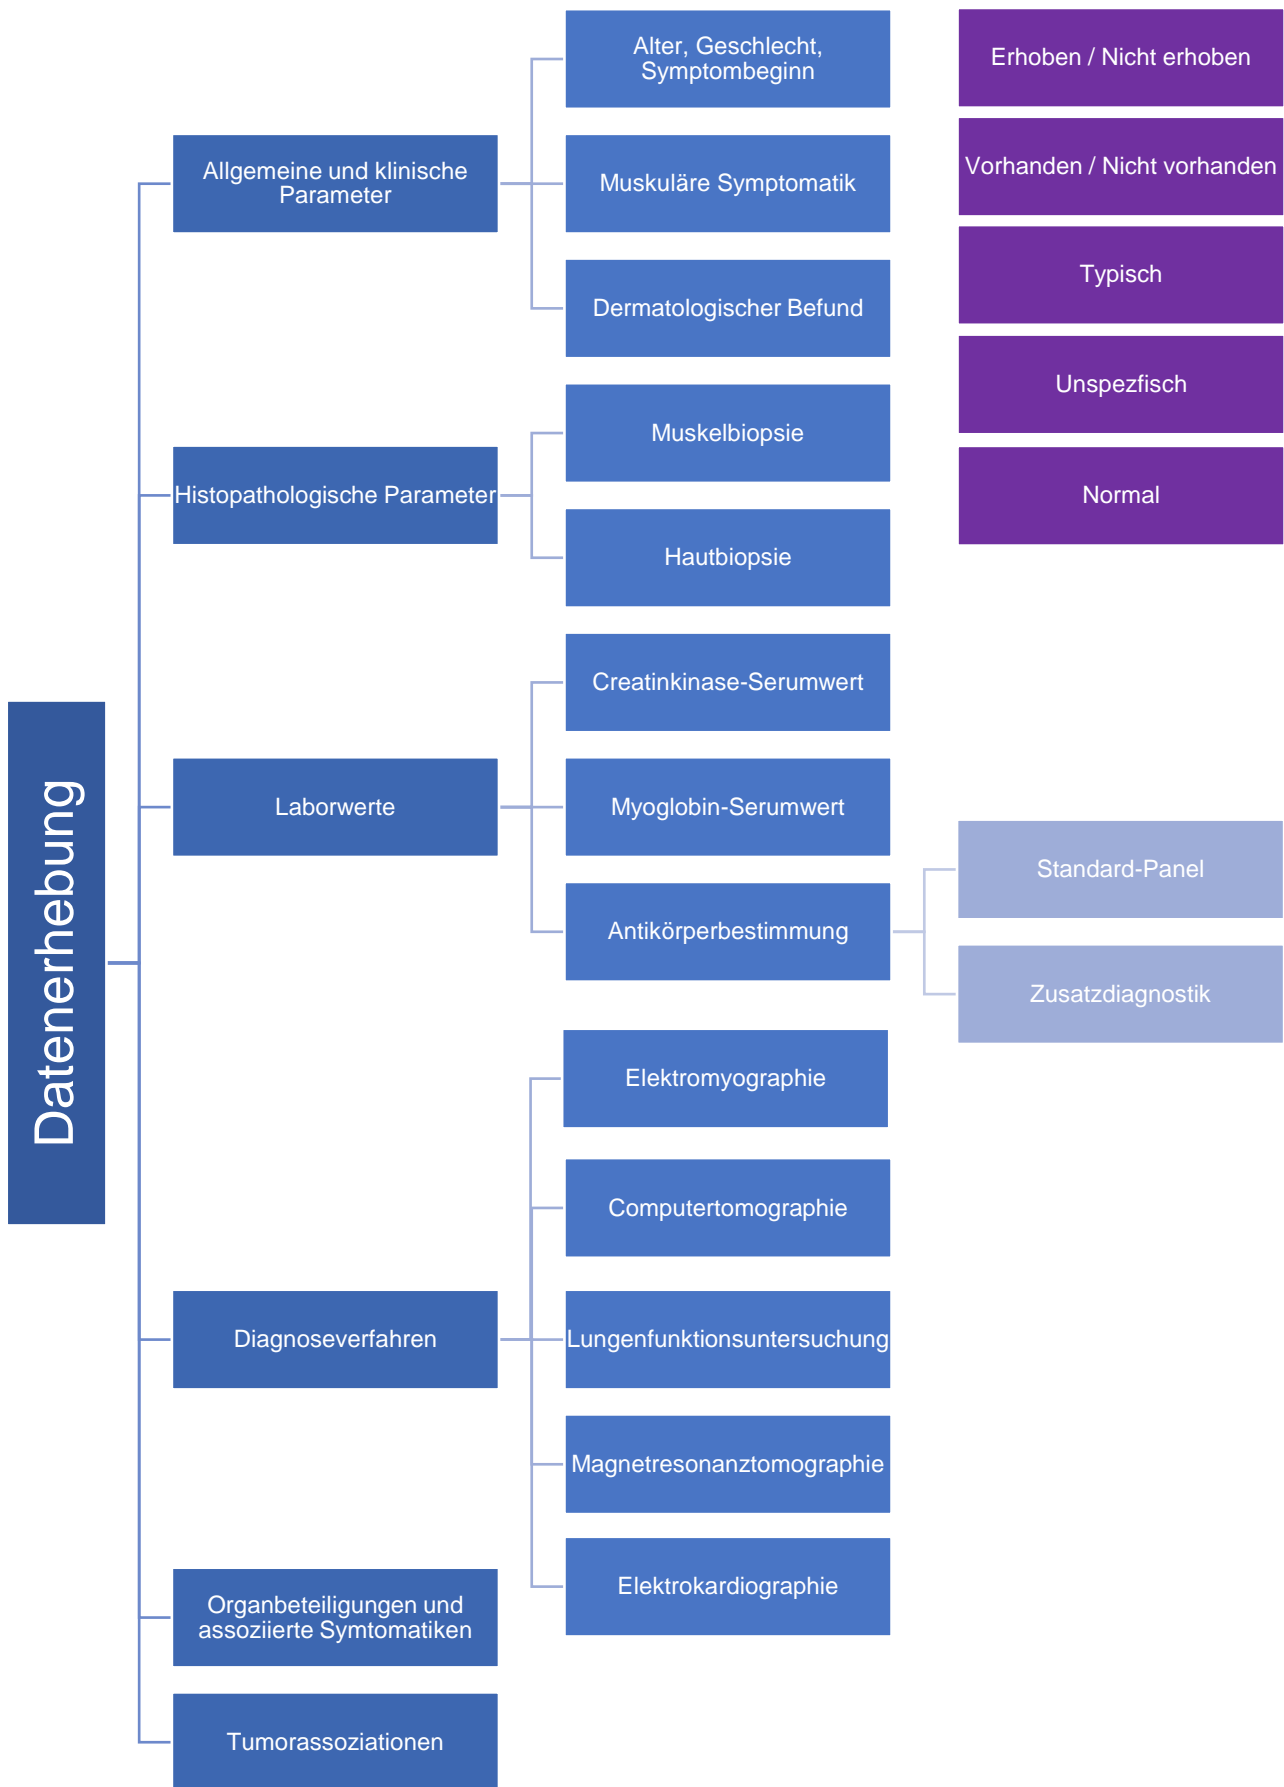 Datenerhebung
Allgemeine und klinische
Parameter
Alter, Geschlecht,
Symptombeginn
Muskuläre Symptomatik
Dermatologischer Befund
Histopathologische Parameter
Muskelbiopsie
Hautbiopsie
Laborwerte
Creatinkinase-Serumwert
Myoglobin-Serumwert
Antikörperbestimmung
Standard-Panel
Zusatzdiagnostik
Diagnoseverfahren
Elektromyographie
Computertomographie
Lungenfunktionsuntersuchung
Magnetresonanztomographie
Elektrokardiographie
Organbeteiligungen und
assoziierte Symtomatiken
Tumorassoziationen
Erhoben / Nicht erhoben
Vorhanden / Nicht vorhanden
Typisch
Unspezfisch
Normal